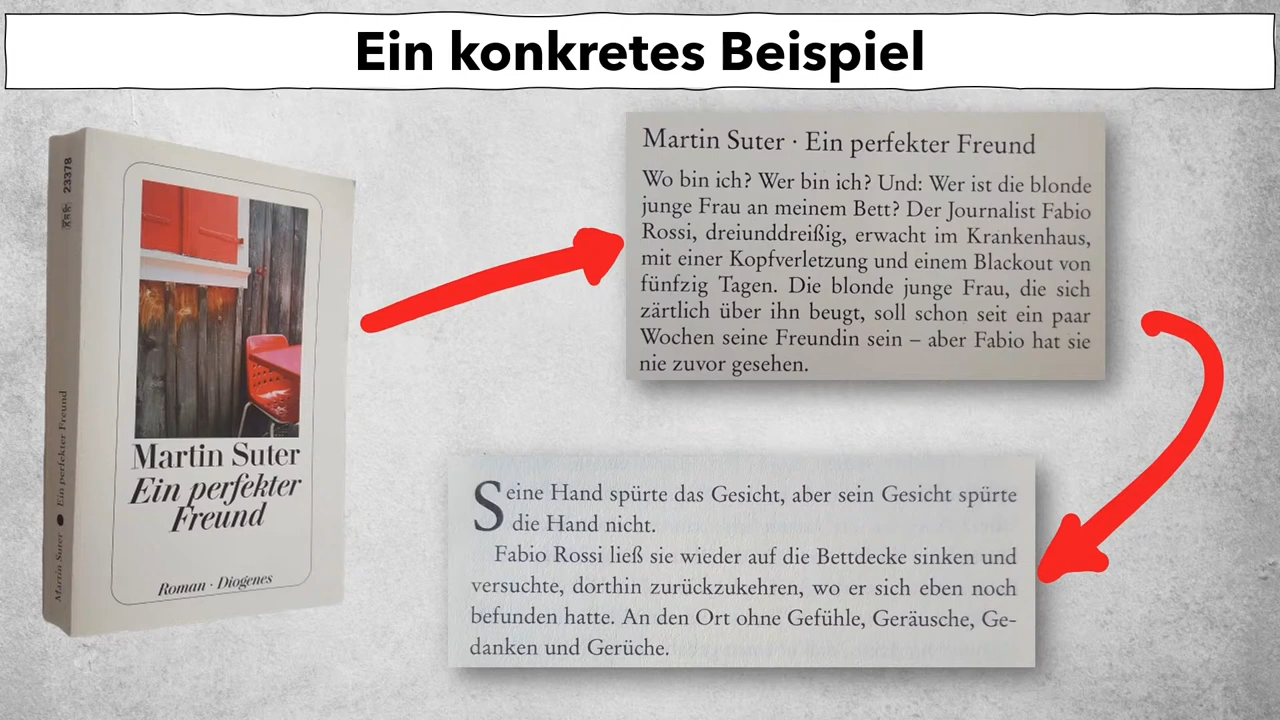 Ein konkretes Beispiel
23378
Martin Suter ● Ein perfekter Freund
Martin Suter
Ein perfekter
Freund
Roman · Diogenes
Martin Suter · Ein perfekter Freund
Wo bin ich? Wer bin ich? Und: Wer ist die blonde
junge Frau an meinem Bett? Der Journalist Fabio
Rossi, dreiunddreißig, erwacht im Krankenhaus,
mit einer Kopfverletzung und einem Blackout von
fünfzig Tagen. Die blonde junge Frau, die sich
zärtlich über ihn beugt, soll schon seit ein paar
Wochen seine Freundin sein – aber Fabio hat sie
nie zuvor gesehen.
Seine Hand spürte das Gesicht, aber sein Gesicht spürte
die Hand nicht.
Fabio Rossi ließ sie wieder auf die Bettdecke sinken und
versuchte, dorthin zurückzukehren, wo er sich eben noch
befunden hatte. An den Ort ohne Gefühle, Geräusche, Ge-
danken und Gerüche.